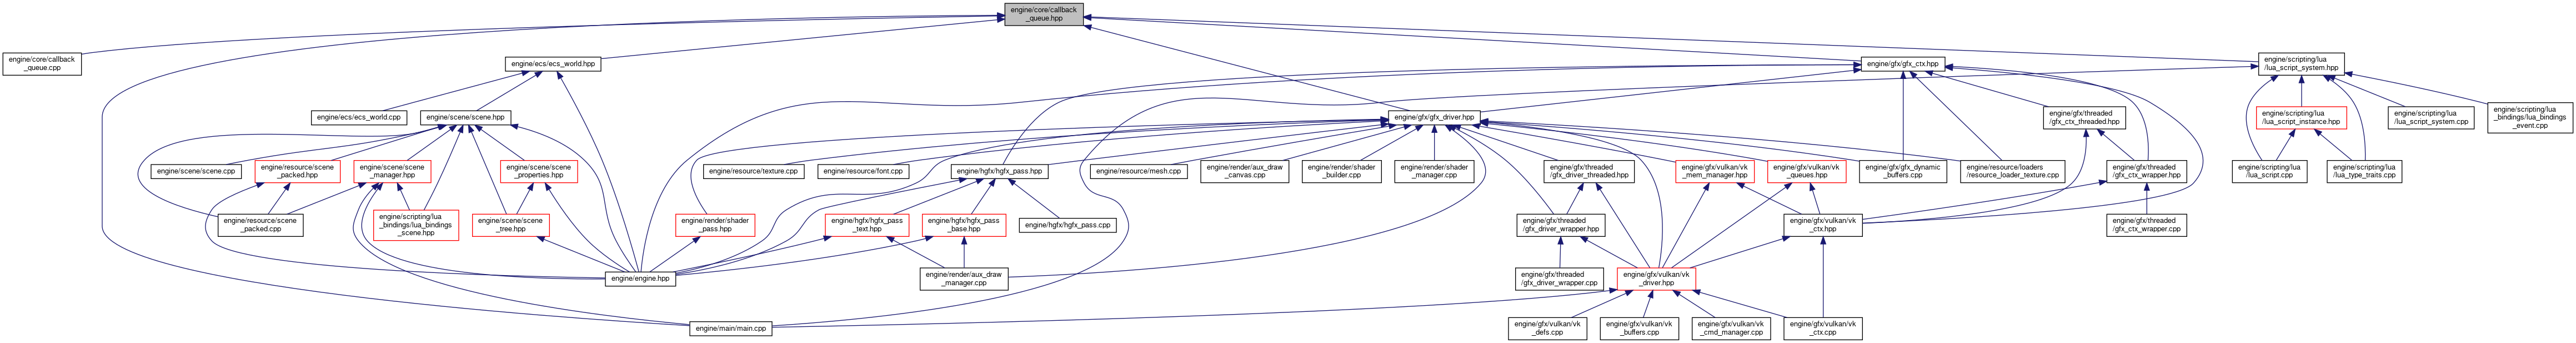 engine/core/callback
_queue.hpp
engine/core/callback
_queue.cpp
engine/ecs/ecs_world.hpp
engine/gfx/gfx_ctx.hpp
engine/scripting/lua
/lua_script_system.hpp
engine/ecs/ecs_world.cpp
engine/scene/scene.hpp
engine/gfx/gfx_driver.hpp
engine/gfx/threaded
/gfx_ctx_threaded.hpp
engine/scripting/lua
/lua_script_instance.hpp
engine/scripting/lua
/lua_script_system.cpp
engine/scripting/lua
_bindings/lua_bindings
_event.cpp
engine/scene/scene.cpp
engine/resource/scene
_packed.hpp
engine/scene/scene
_manager.hpp
engine/scene/scene
_properties.hpp
engine/resource/texture.cpp
engine/resource/font.cpp
engine/hgfx/hgfx_pass.hpp
engine/resource/mesh.cpp
engine/render/aux_draw
_canvas.cpp
engine/render/shader
_builder.cpp
engine/render/shader
_manager.cpp
engine/gfx/threaded
/gfx_driver_threaded.hpp
engine/gfx/vulkan/vk
_mem_manager.hpp
engine/gfx/vulkan/vk
_queues.hpp
engine/gfx/gfx_dynamic
_buffers.cpp
engine/resource/loaders
/resource_loader_texture.cpp
engine/gfx/threaded
/gfx_ctx_wrapper.hpp
engine/scripting/lua
/lua_script.cpp
engine/scripting/lua
/lua_type_traits.cpp
engine/resource/scene
_packed.cpp
engine/scripting/lua
_bindings/lua_bindings
_scene.hpp
engine/scene/scene
_tree.hpp
engine/render/shader
_pass.hpp
engine/hgfx/hgfx_pass
_text.hpp
engine/hgfx/hgfx_pass
_base.hpp
engine/hgfx/hgfx_pass.cpp
engine/gfx/threaded
/gfx_driver_wrapper.hpp
engine/gfx/vulkan/vk
_ctx.hpp
engine/gfx/threaded
/gfx_ctx_wrapper.cpp
engine/engine.hpp
engine/render/aux_draw
_manager.cpp
engine/gfx/threaded
/gfx_driver_wrapper.cpp
engine/gfx/vulkan/vk
_driver.hpp
engine/main/main.cpp
engine/gfx/vulkan/vk
_defs.cpp
engine/gfx/vulkan/vk
_buffers.cpp
engine/gfx/vulkan/vk
_cmd_manager.cpp
engine/gfx/vulkan/vk
_ctx.cpp